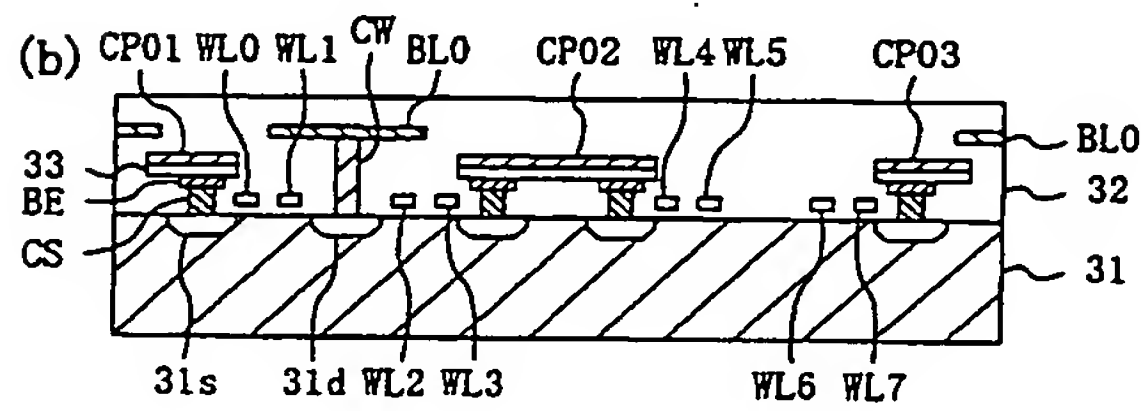 (b) CP01 WL0 WL1 CW BL0 CP02 WL4 WL5 CP03
33 BL0
BE 32
CS 31
31s 31d WL2 WL3 WL6 WL7